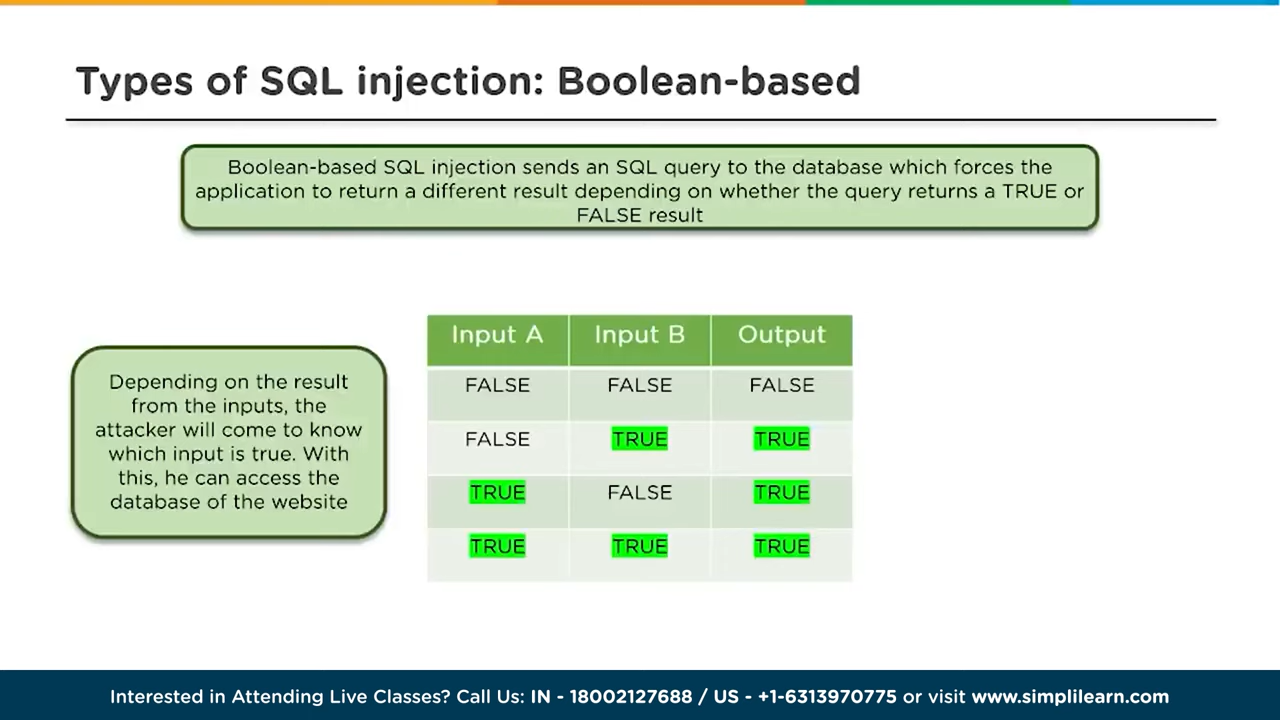 Types of SQL injection: Boolean-based
Boolean-based SQL injection sends an SQL query to the database which forces the
application to return a different result depending on whether the query returns a TRUE or
FALSE result
Depending on the result
from the inputs, the
attacker will come to know
which input is true. With
this, he can access the
database of the website
Input A Input B Output
FALSE FALSE FALSE
FALSE TRUE TRUE
TRUE FALSE TRUE
TRUE TRUE TRUE
Interested in Attending Live Classes? Call Us: IN - 18002127688 / US - +1-6313970775 or visit www.simplilearn.com